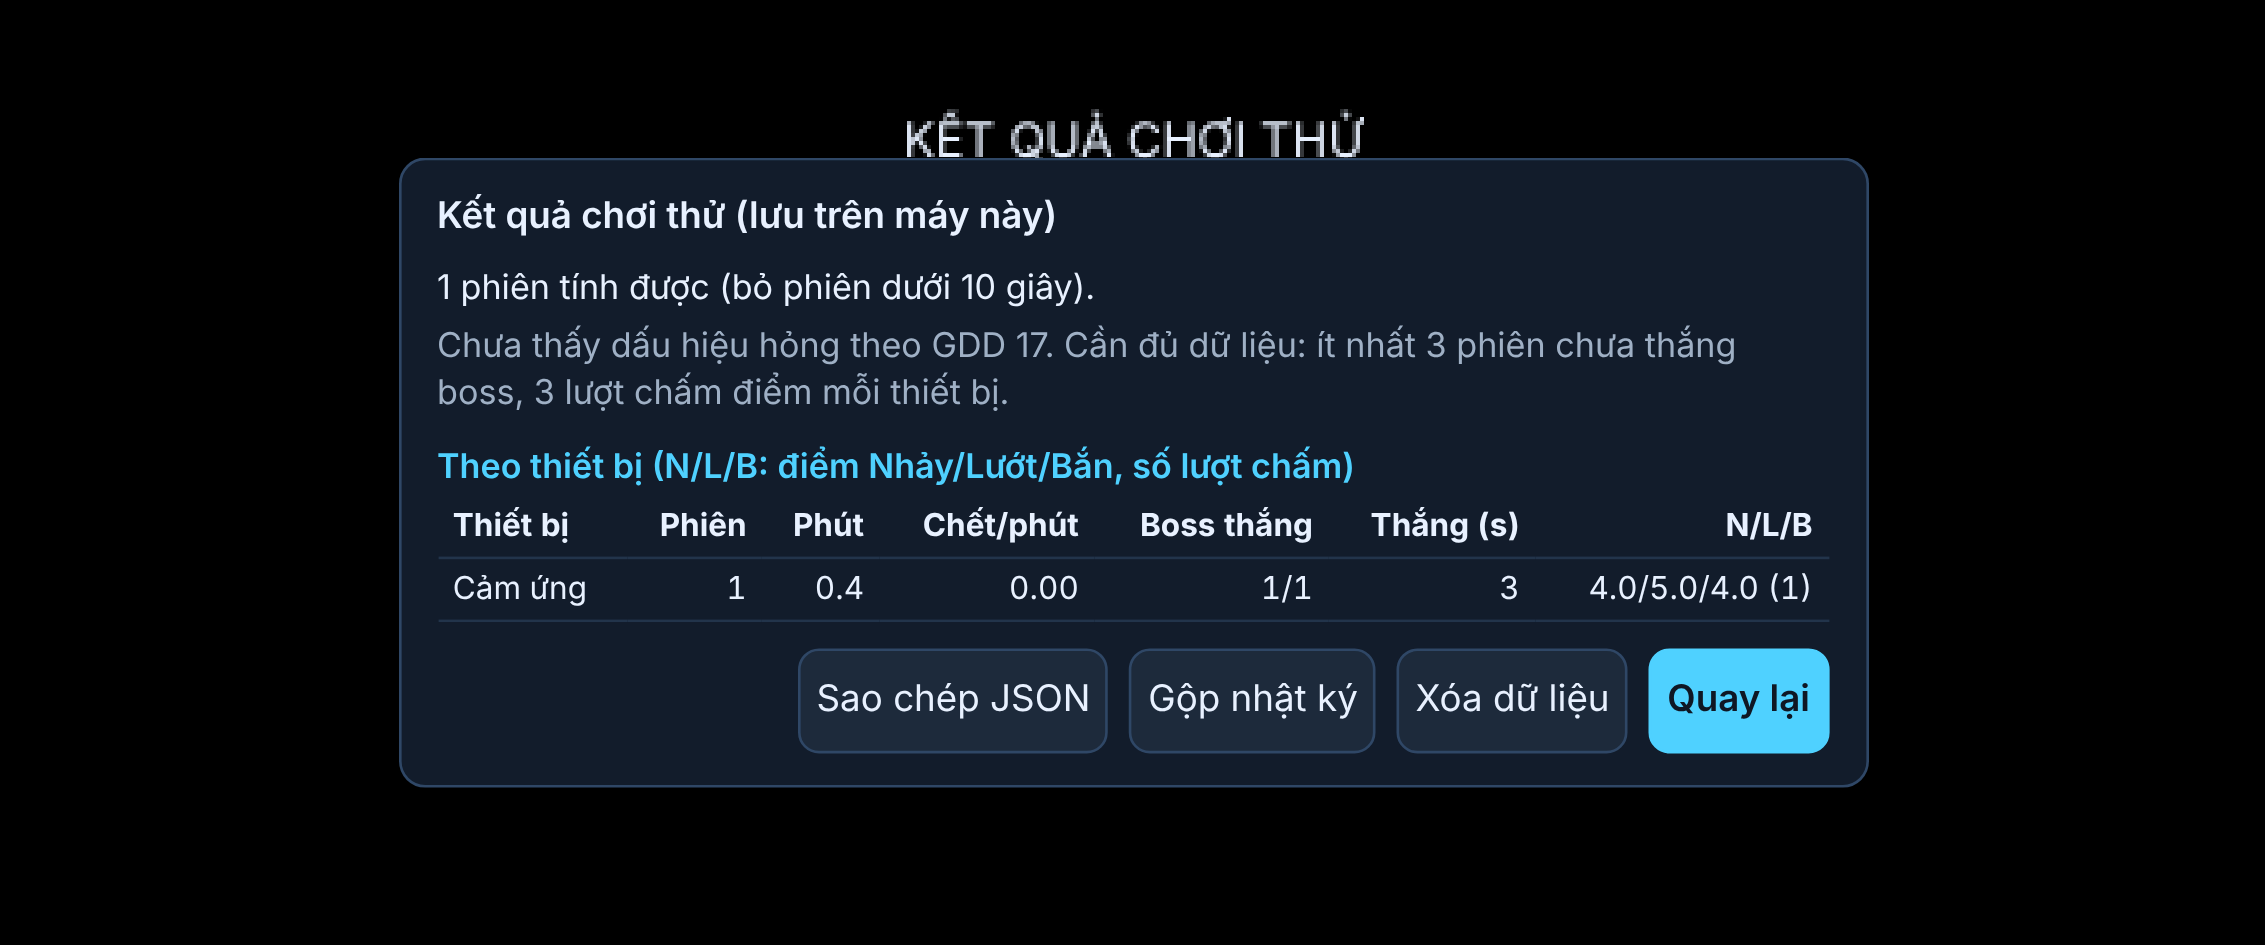 KẾT QUẢ CHƠI THỬ
Kết quả chơi thử (lưu trên máy này)
1 phiên tính được (bỏ phiên dưới 10 giây).
Chưa thấy dấu hiệu hỏng theo GDD 17. Cần đủ dữ liệu: ít nhất 3 phiên chưa thắng
boss, 3 lượt chấm điểm mỗi thiết bị.
Theo thiết bị (N/L/B: điểm Nhảy/Lướt/Bắn, số lượt chấm)
Thiết bị Phiên Phút Chết/phút Boss thắng Thắng (s) N/L/B
Cảm ứng 1 0.4 0.00 1/1 3 4.0/5.0/4.0 (1)
Sao chép JSON Gộp nhật ký Xóa dữ liệu Quay lại